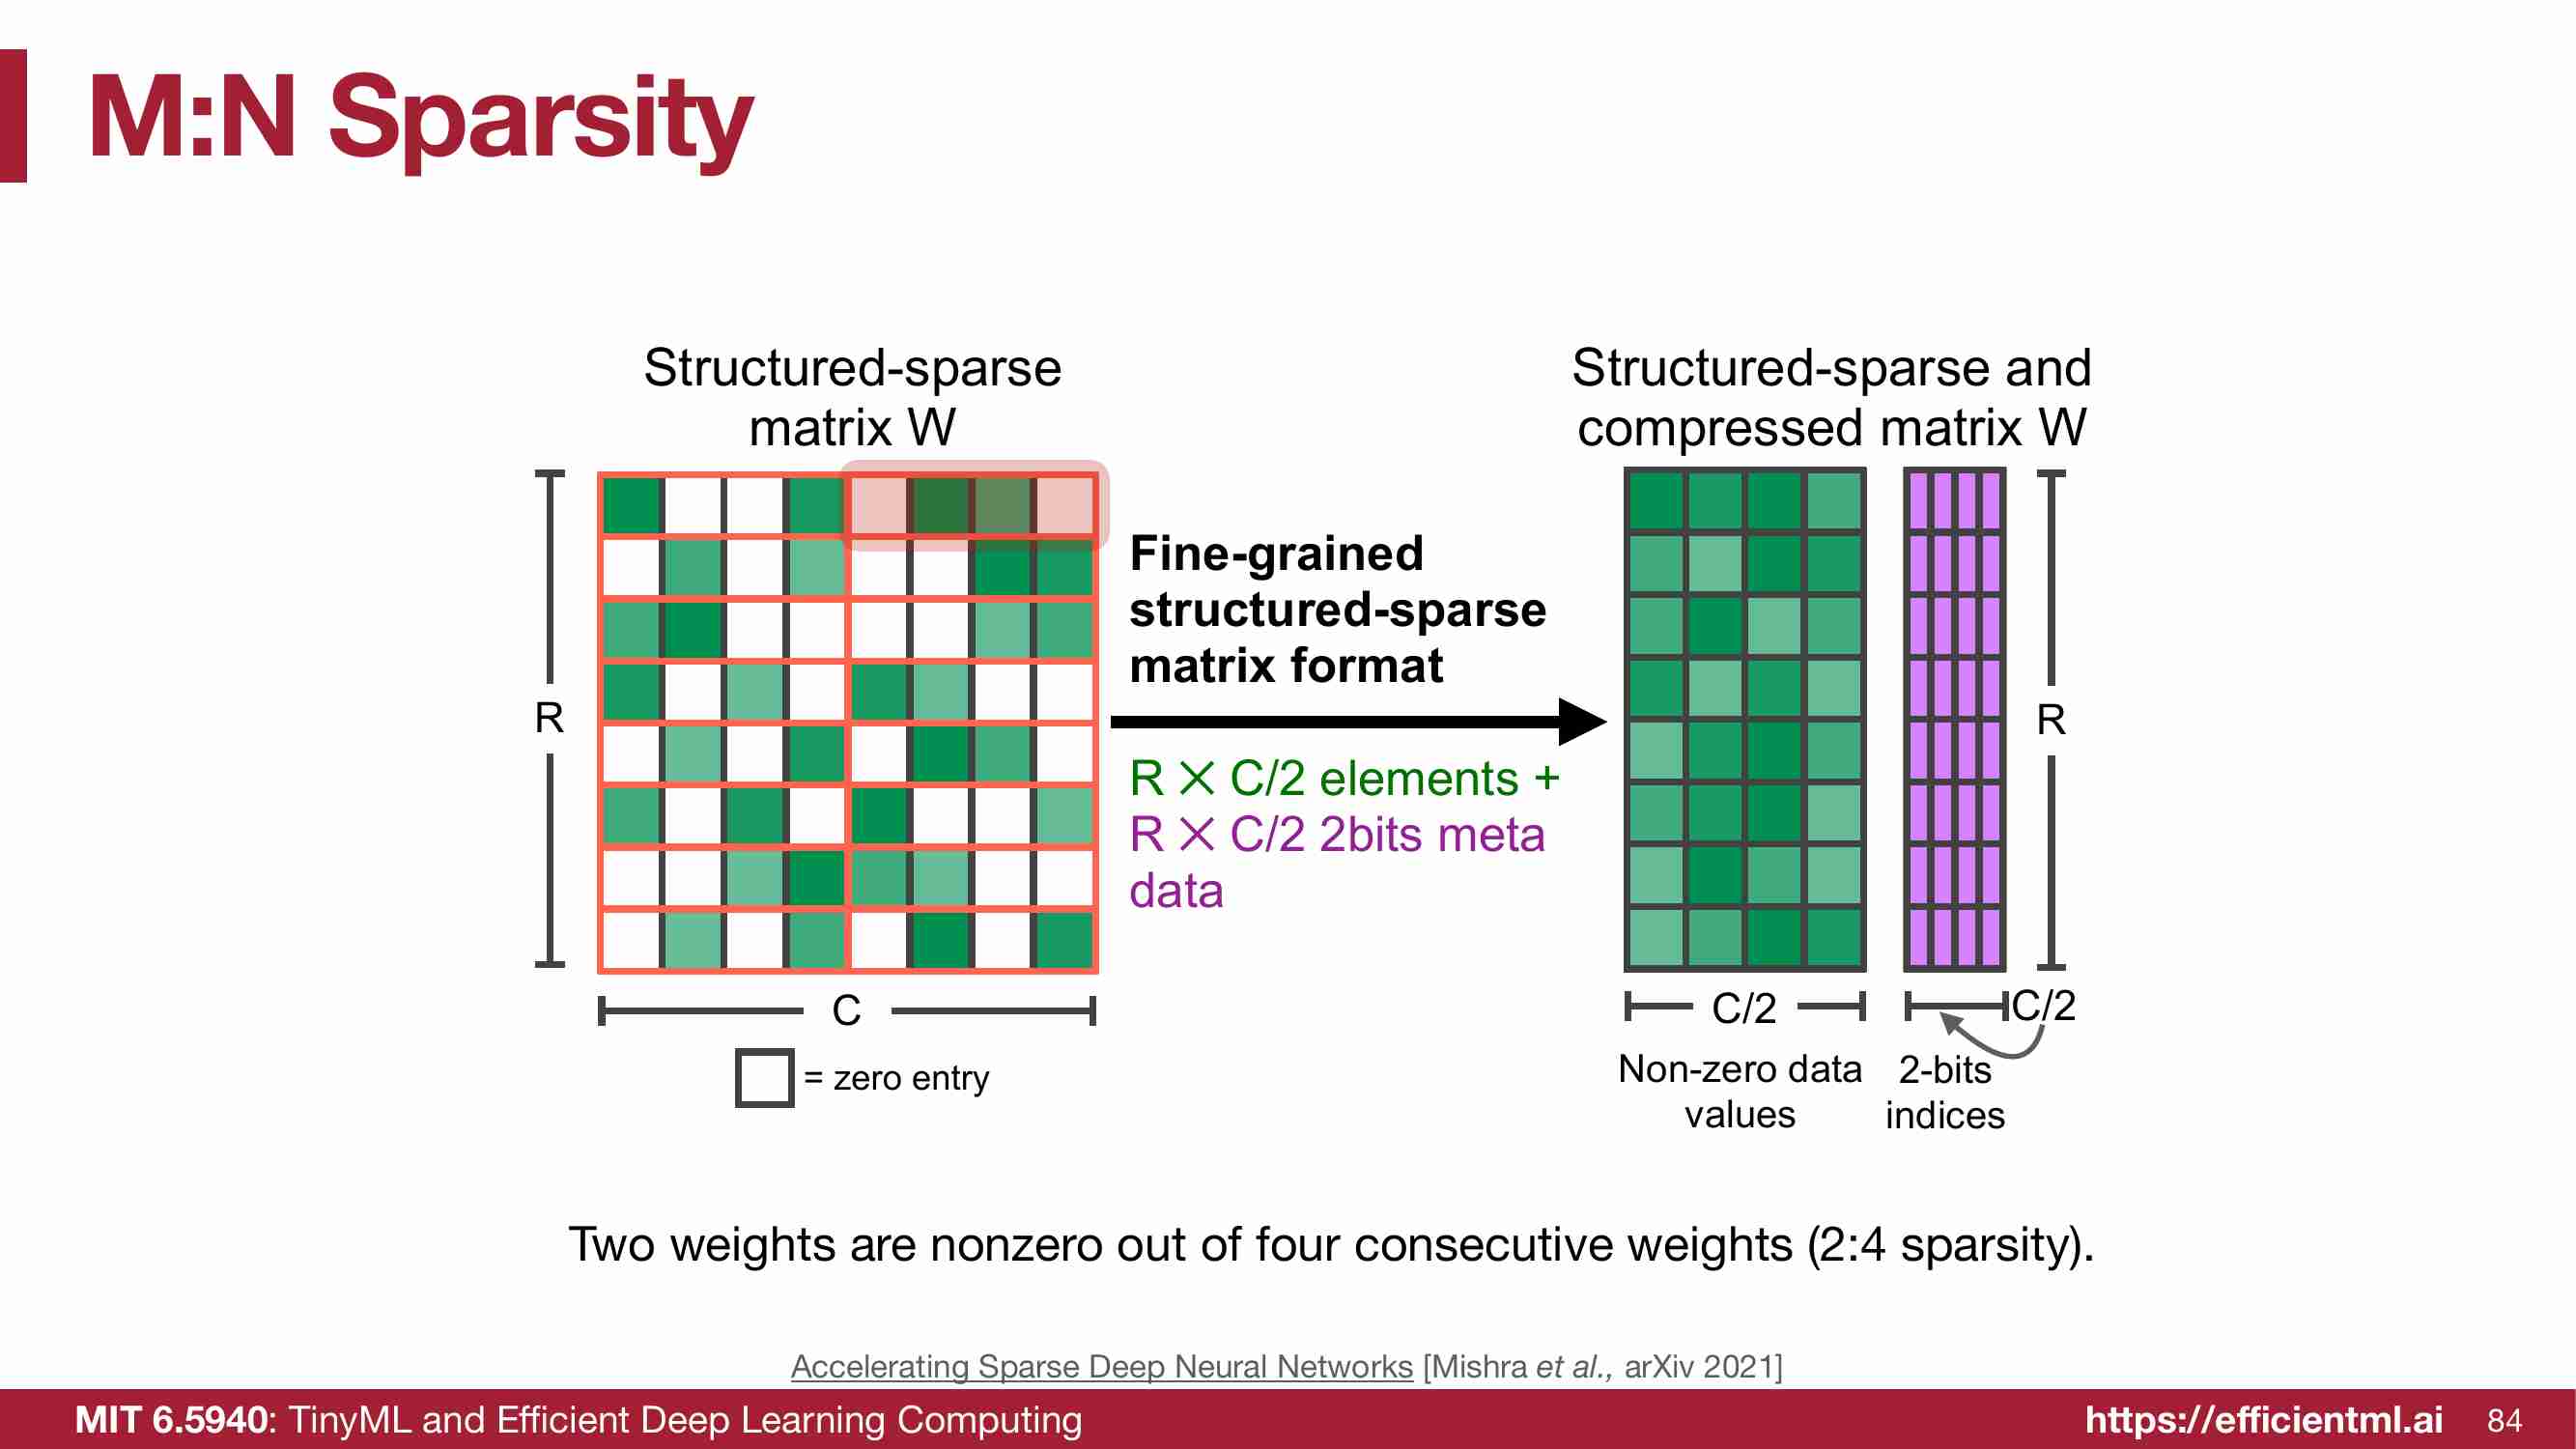 M:N Sparsity
Structured-sparse
matrix W
Structured-sparse and
compressed matrix W
Fine-grained
structured-sparse
matrix format
R × C/2 elements +
R × C/2 2bits meta
data
R
R
C
C/2
C/2
= zero entry
Non-zero data
values
2-bits
indices
Two weights are nonzero out of four consecutive weights (2:4 sparsity).
Accelerating Sparse Deep Neural Networks [Mishra et al., arXiv 2021]
MIT 6.5940: TinyML and Efficient Deep Learning Computing
https://efficientml.ai 84